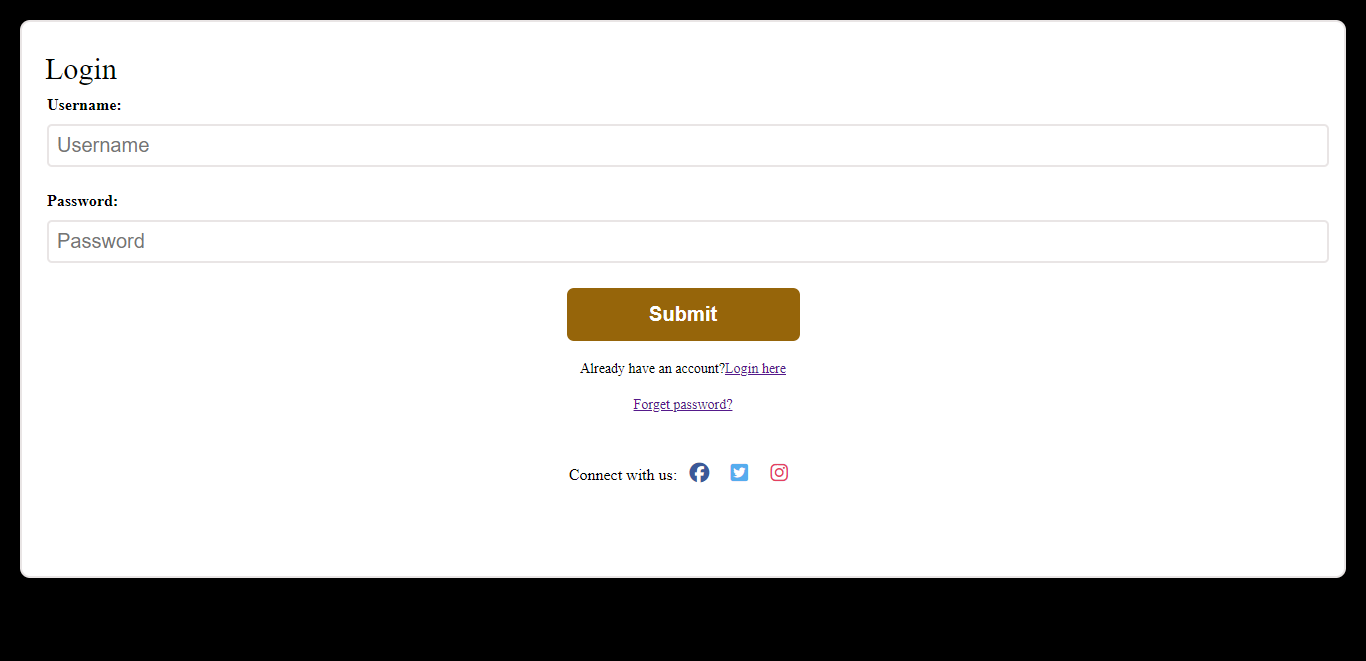 Login
Username:
Username
Password:
Password
Submit
Already have an account?Login here
Forget password?
Connect with us: